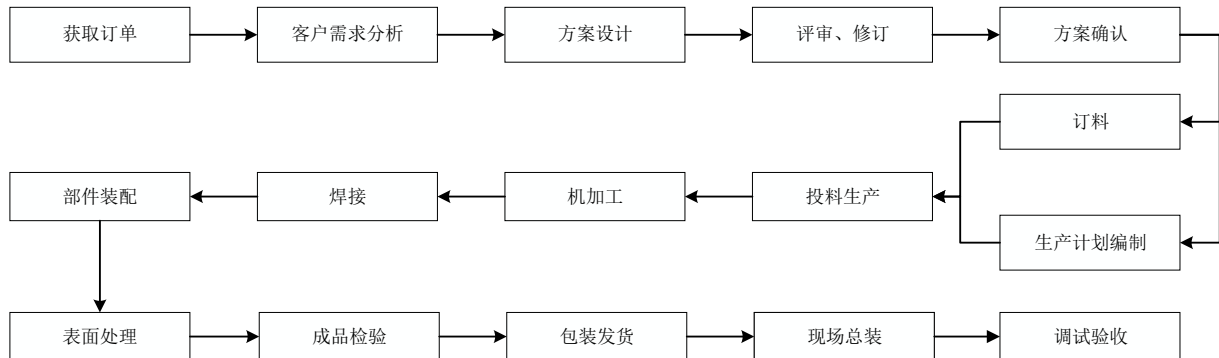 获取订单
客户需求分析
方案设计
评审、修订
方案确认
订料
生产计划编制
投料生产
机加工
焊接
部件装配
表面处理
成品检验
包装发货
现场总装
调试验收